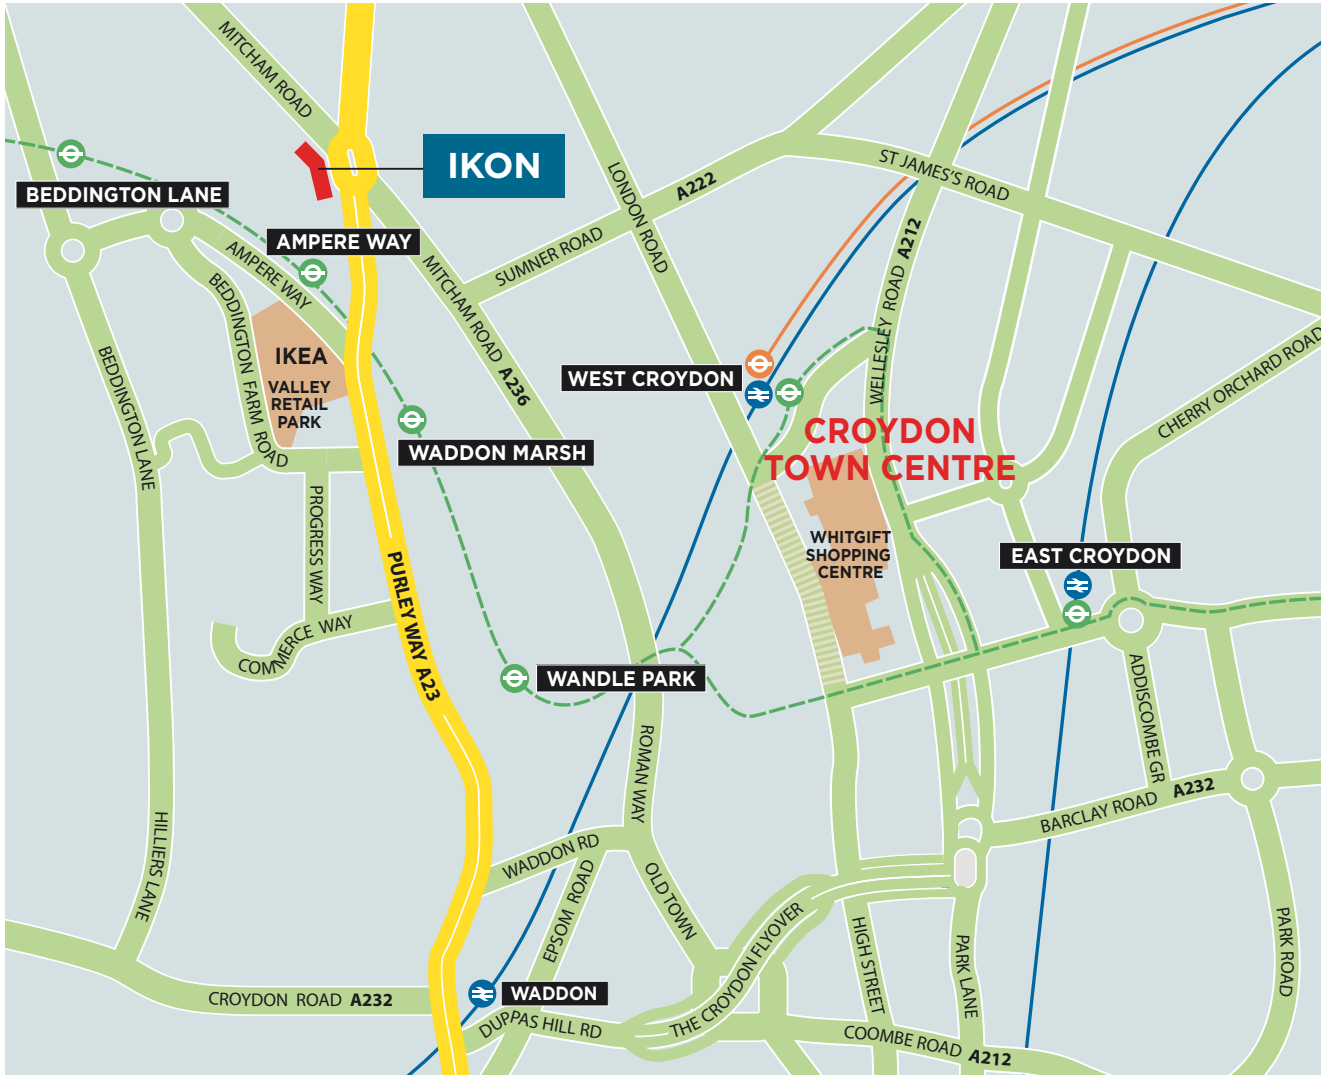 MITCHAM ROAD
IKON
BEDDINGTON LANE
AMPERE WAY
AMPERE WAY
BEDDINGTON FARM ROAD
IKEA
VALLEY
RETAIL
PARK
BEDDINGTON LANE
MITCHAM ROAD A236
SUMNER ROAD
A222
LONDON ROAD
ST JAMES'S ROAD
WELLESLEY ROAD A212
WEST CROYDON
CROYDON
TOWN CENTRE
CHERRY ORCHARD ROAD
WADDON MARSH
PROGRESS WAY
COMMERCE WAY
PURLEY WAY A23
WHITGIFT
SHOPPING
CENTRE
EAST CROYDON
WANDLE PARK
ROMAN WAY
ADDISCOMBE GR
BARCLAY ROAD A232
HILLIERS LANE
WADDON RD
EPSOM ROAD
OLD TOWN
THE CROYDON FLYOVER
HIGH STREET
PARK LANE
PARK ROAD
CROYDON ROAD A232
WADDON
DUPPAS HILL RD
COOMBE ROAD A212